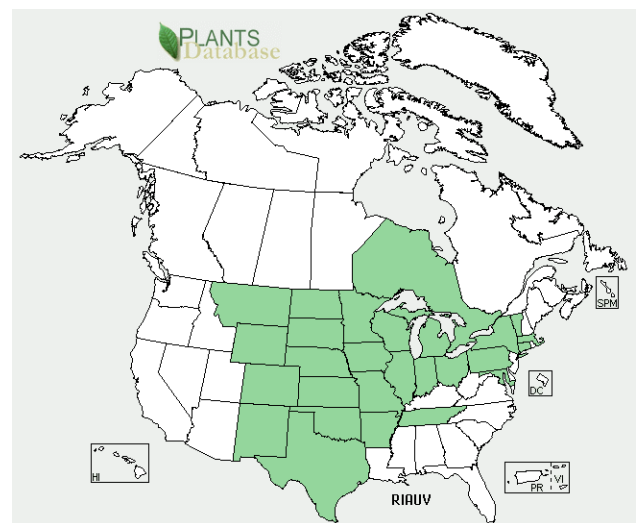 PLANTS
Database
SPM
DC
HI
PR
VI
RIAUV